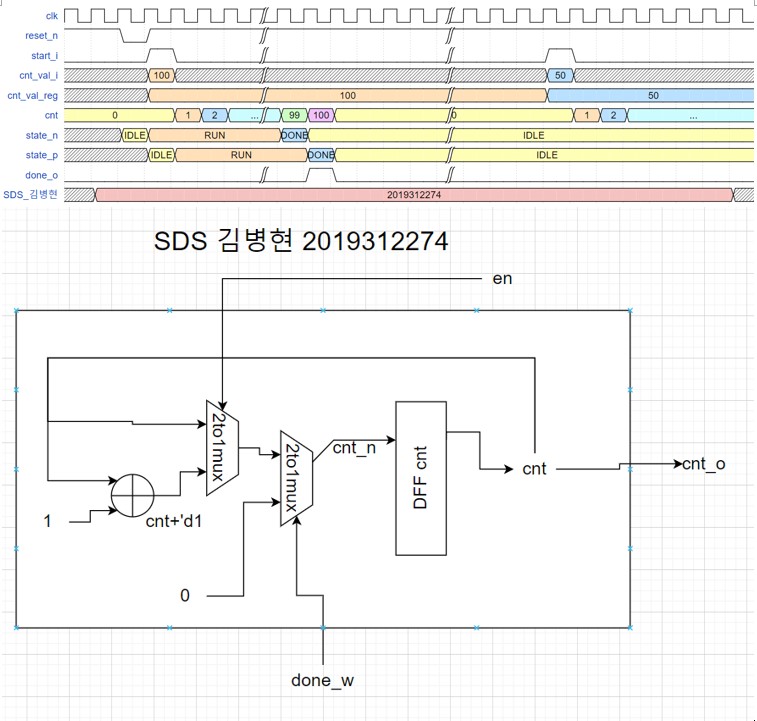 clk
reset_n
start_i
cnt_val_i 100 50
cnt_val_reg 100 50
cnt 0 1 2 ... 99 100 0 1 2 ...
state_n IDLE RUN DONE IDLE
state_p IDLE RUN DONE IDLE
done_o
SDS_김병현 2019312274
SDS 김병현 2019312274
en
2to1mux
2to1mux
cnt_n
DFF cnt
cnt
cnt_o
1
cnt+'d1
0
done_w